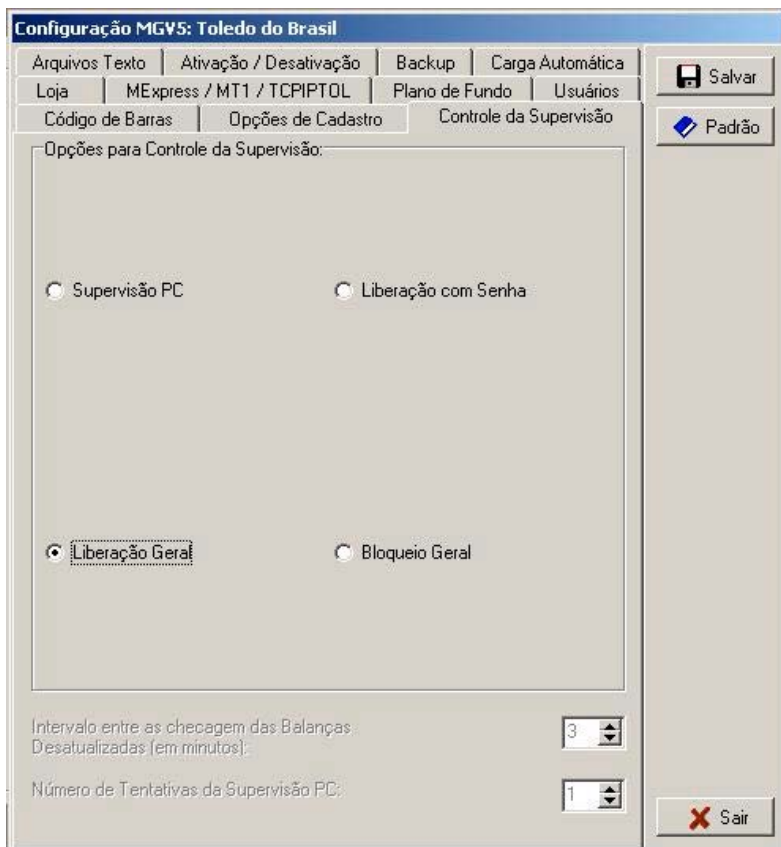 Configuração MGV5: Toledo do Brasil
Arquivos Texto Ativação / Desativação Backup Carga Automática
Loja MExpress / MT1 / TCPIPTOL Plano de Fundo Usuários
Código de Barras Opções de Cadastro Controle da Supervisão
Salvar
Padrão
Opções para Controle da Supervisão:
Supervisão PC Liberação com Senha
Liberação Geral Bloqueio Geral
Intervalo entre as checagem das Balanças
Desatualizadas (em minutos): 3
Número de Tentativas da Supervisão PC: 1
Sair